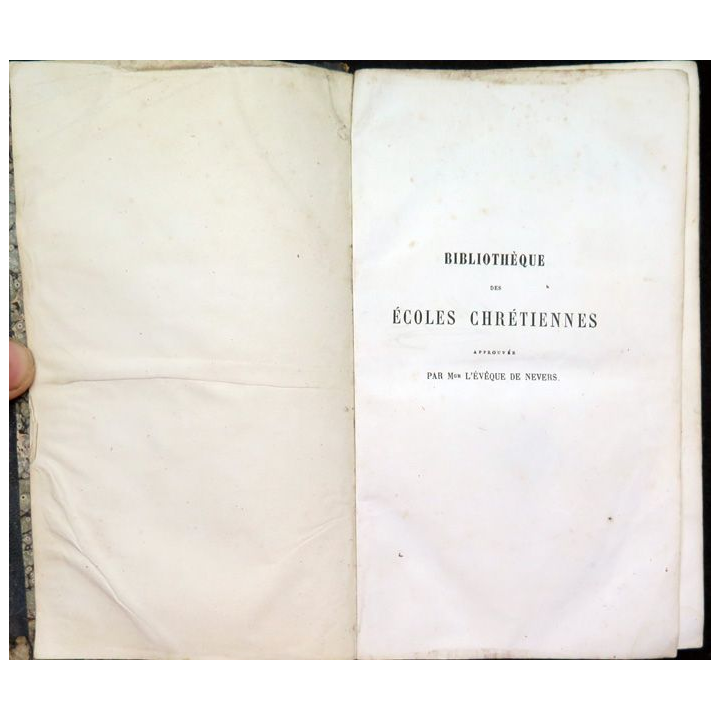 BIBLIOTHÈQUE
DES
ÉCOLES CHRÉTIENNES
APPROUVÉE
PAR MGR L'ÉVÊQUE DE NEVERS.